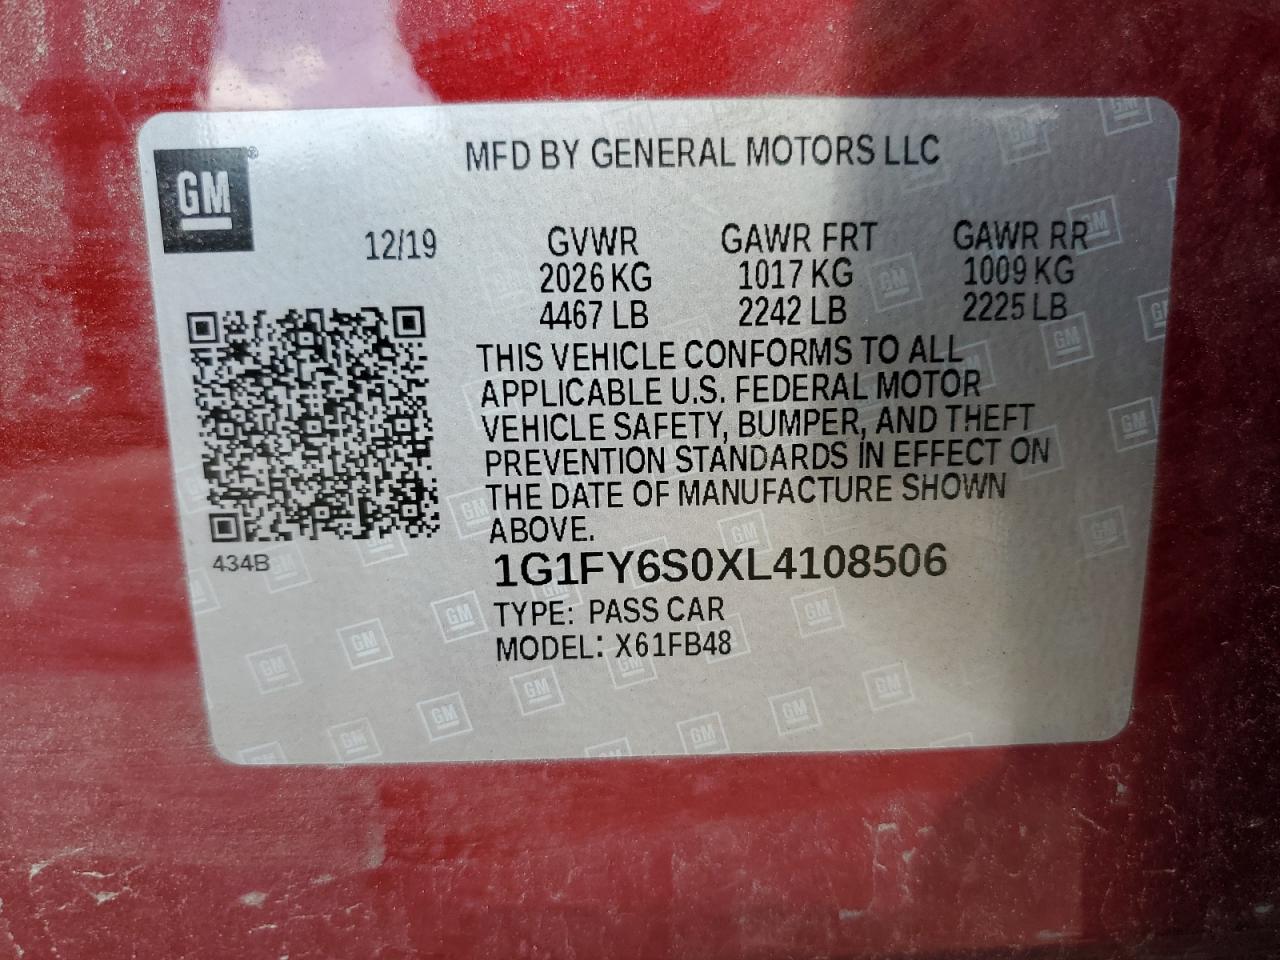 MFD BY GENERAL MOTORS LLC
GM®
12/19
GVWR GAWR FRT GAWR RR
2026 KG 1017 KG 1009 KG
4467 LB 2242 LB 2225 LB
THIS VEHICLE CONFORMS TO ALL
APPLICABLE U.S. FEDERAL MOTOR
VEHICLE SAFETY, BUMPER, AND THEFT
PREVENTION STANDARDS IN EFFECT ON
THE DATE OF MANUFACTURE SHOWN
ABOVE.
434B
1G1FY6S0XL4108506
TYPE: PASS CAR
MODEL: X61FB48